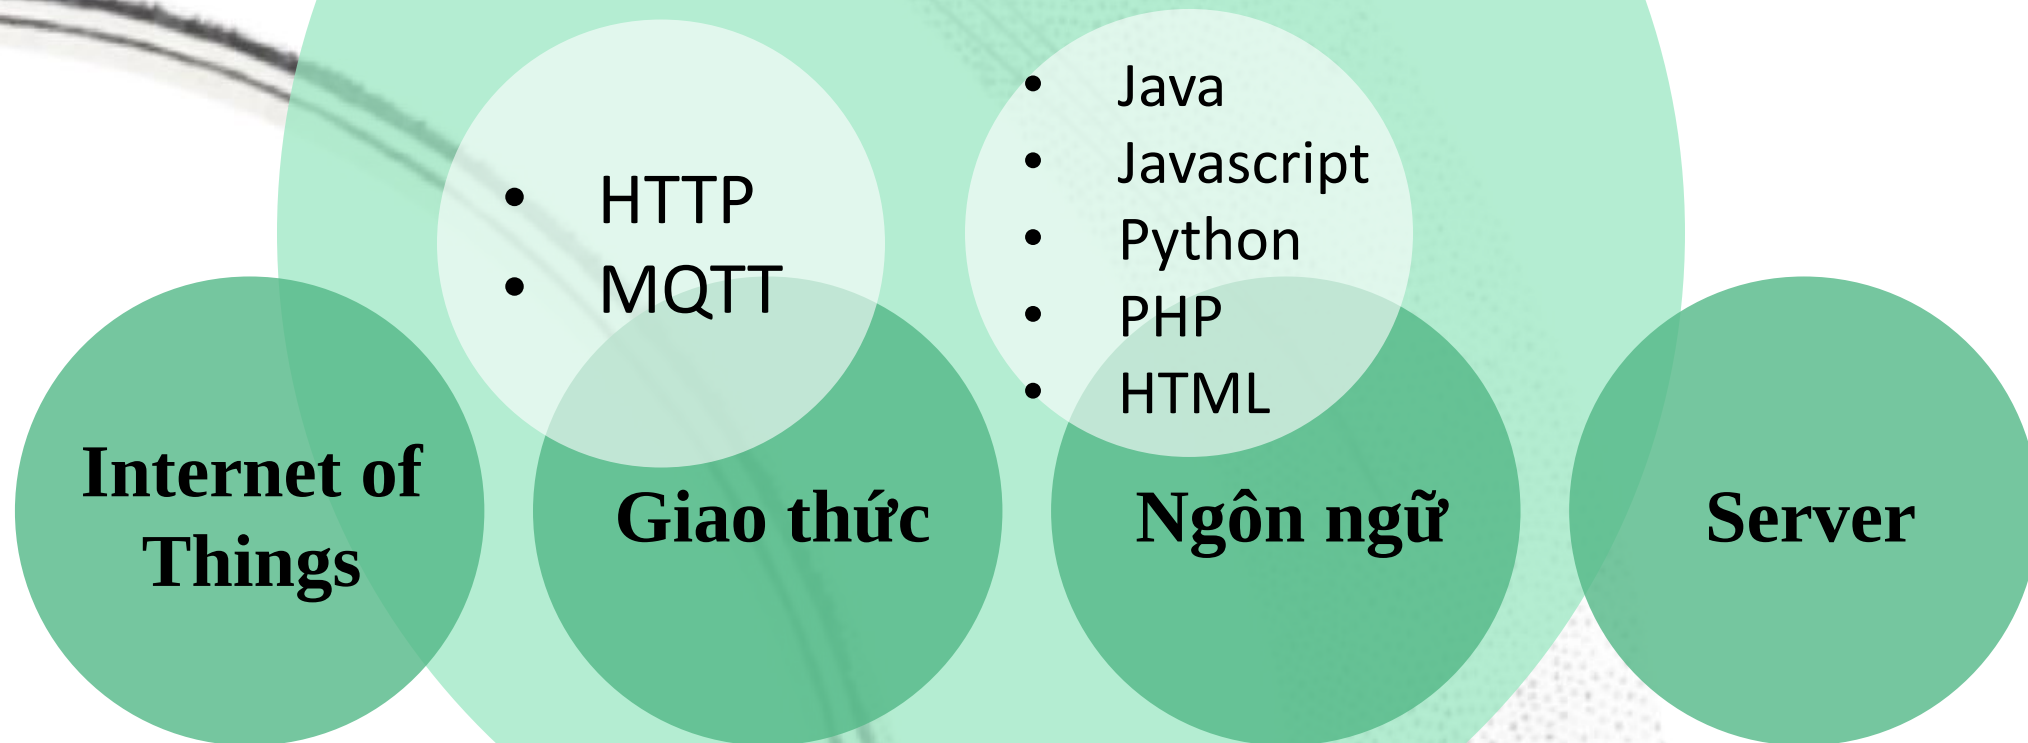 • HTTP
• MQTT
• Java
• Javascript
• Python
• PHP
• HTML
Internet of
Things
Giao thức
Ngôn ngữ
Server